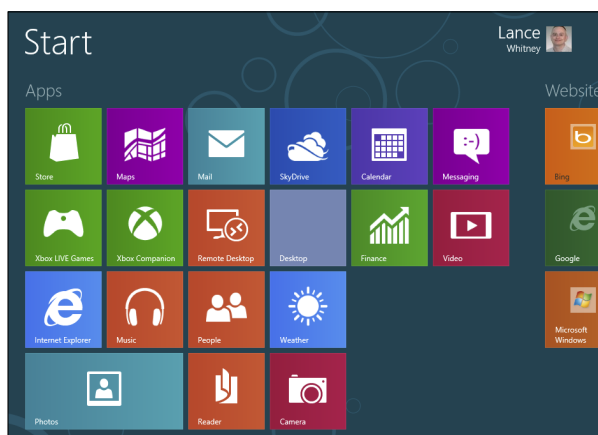 Start
Lance
Whitney
Apps
Website
Store
Maps
Mail
SkyDrive
Calendar
:-)
Messaging
b
Bing
Xbox LIVE Games
Xbox Companion
Remote Desktop
Desktop
Finance
Video
Google
Internet Explorer
Music
People
Weather
Microsoft
Windows
Photos
Reader
Camera